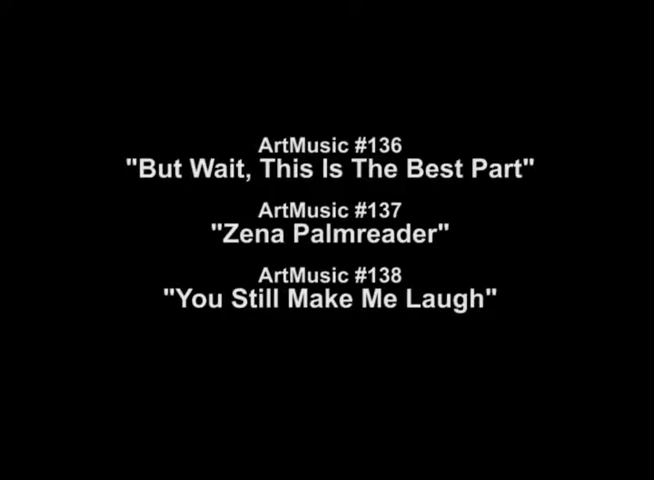 ArtMusic #136
"But Wait, This Is The Best Part"
ArtMusic #137
"Zena Palmreader"
ArtMusic #138
"You Still Make Me Laugh"